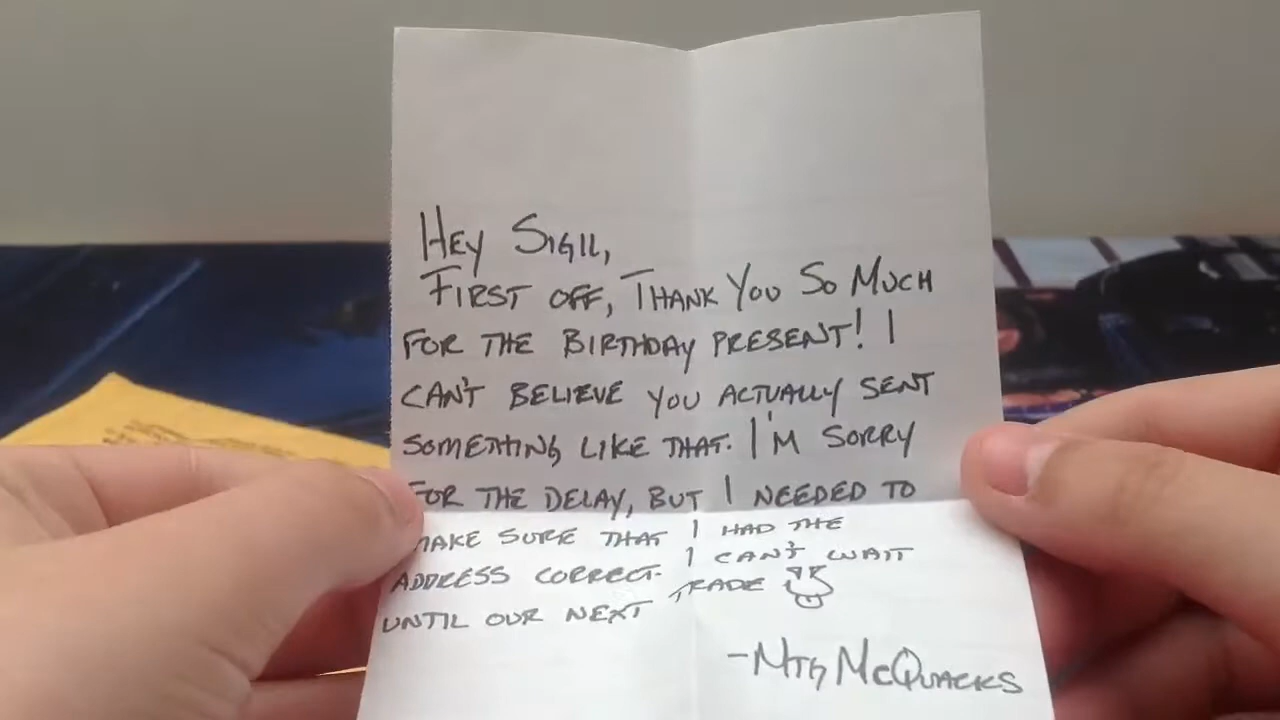 HEY SIGIL,
FIRST OFF, THANK YOU SO MUCH
FOR THE BIRTHDAY PRESENT! I
CAN'T BELIEVE YOU ACTUALLY SENT
SOMETHING LIKE THAT. I'M SORRY
FOR THE DELAY, BUT I NEEDED TO
MAKE SURE THAT I HAD THE
ADDRESS CORRECT. I CAN'T WAIT
UNTIL OUR NEXT TRADE
-MTG MCQUACKS